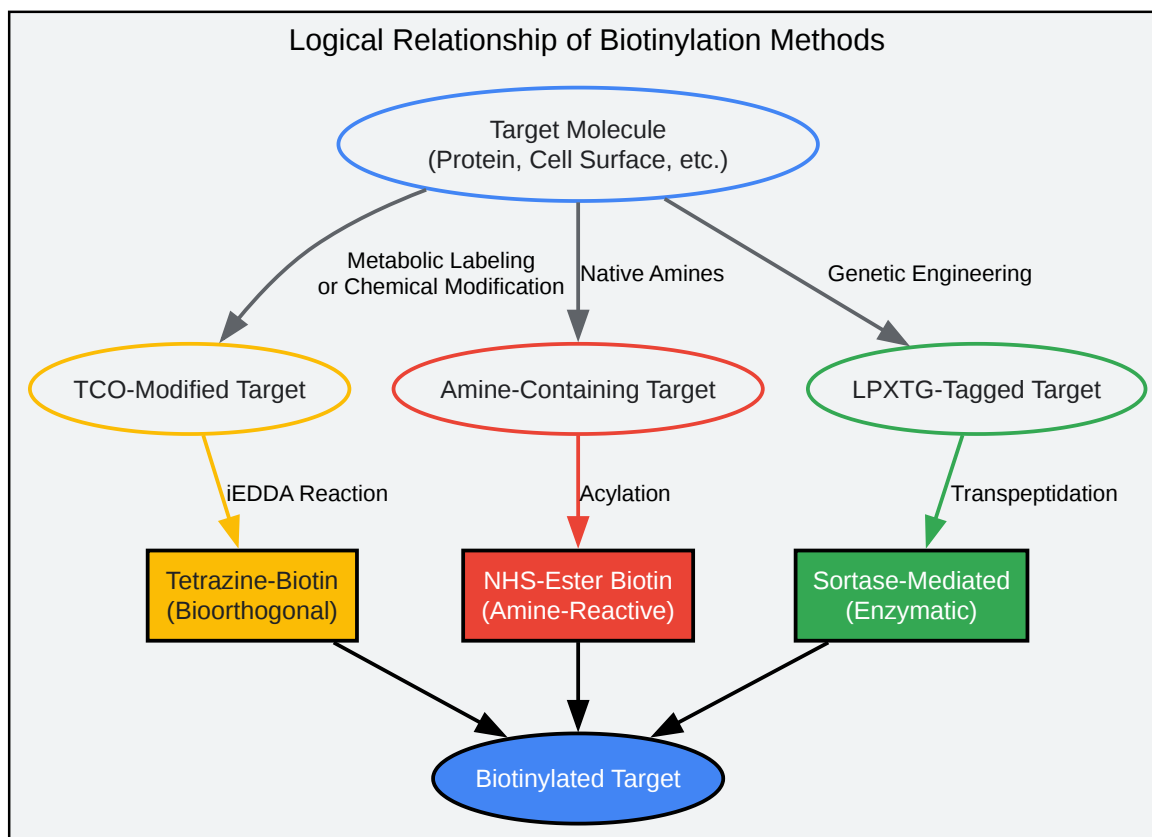 Logical Relationship of Biotinylation Methods
Target Molecule
(Protein, Cell Surface, etc.)
Metabolic Labeling
or Chemical Modification
Native Amines
Genetic Engineering
TCO-Modified Target
Amine-Containing Target
LPXTG-Tagged Target
iEDDA Reaction
Acylation
Transpeptidation
Tetrazine-Biotin
(Bioorthogonal)
NHS-Ester Biotin
(Amine-Reactive)
Sortase-Mediated
(Enzymatic)
Biotinylated Target